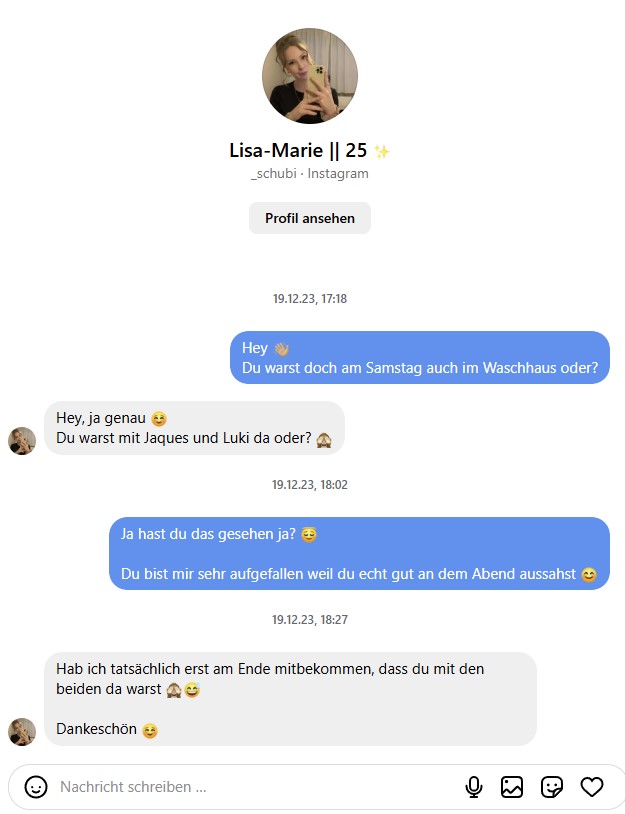 Lisa-Marie || 25 ✨
_schubi · Instagram
Profil ansehen
19.12.23, 17:18
Hey 👋🏼
Du warst doch am Samstag auch im Waschhaus oder?
Hey, ja genau ☺️
Du warst mit Jaques und Luki da oder? 🙈
19.12.23, 18:02
Ja hast du das gesehen ja? 😌
Du bist mir sehr aufgefallen weil du echt gut an dem Abend aussahst 😊
19.12.23, 18:27
Hab ich tatsächlich erst am Ende mitbekommen, dass du mit den
beiden da warst 🙈😅
Dankeschön ☺️
Nachricht schreiben ...